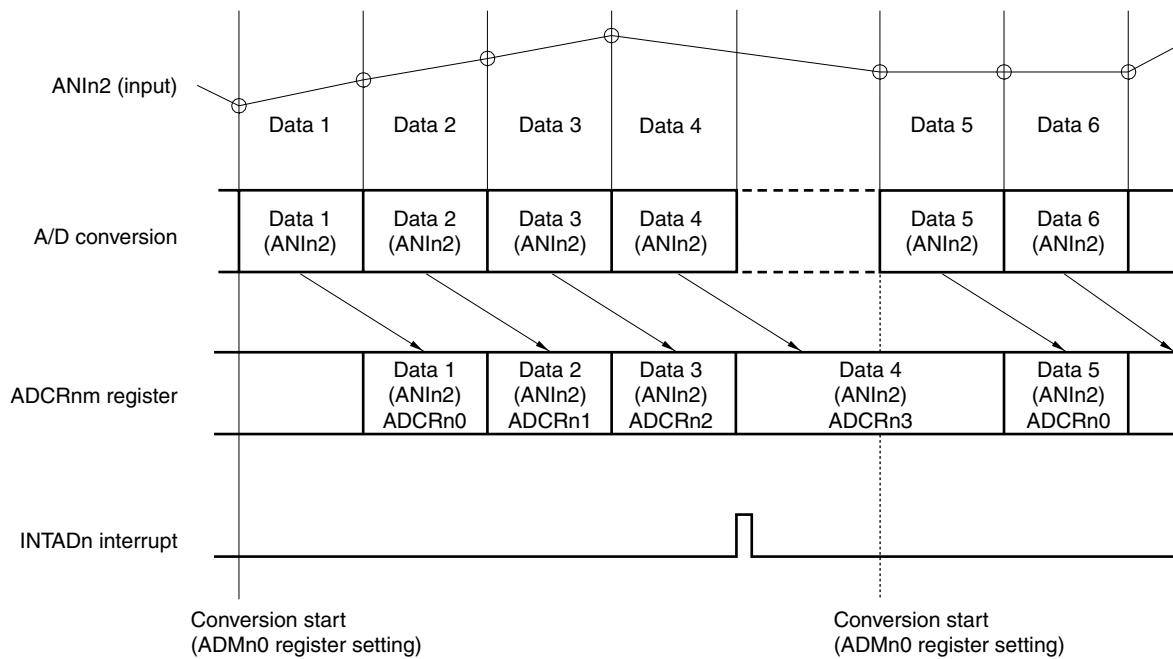 ANIn2 (input)
Data 1
Data 2
Data 3
Data 4
Data 5
Data 6
A/D conversion
Data 1
(ANIn2)
Data 2
(ANIn2)
Data 3
(ANIn2)
Data 4
(ANIn2)
Data 5
(ANIn2)
Data 6
(ANIn2)
ADCRnm register
Data 1
(ANIn2)
ADCRn0
Data 2
(ANIn2)
ADCRn1
Data 3
(ANIn2)
ADCRn2
Data 4
(ANIn2)
ADCRn3
Data 5
(ANIn2)
ADCRn0
INTADn interrupt
Conversion start
(ADMn0 register setting)
Conversion start
(ADMn0 register setting)